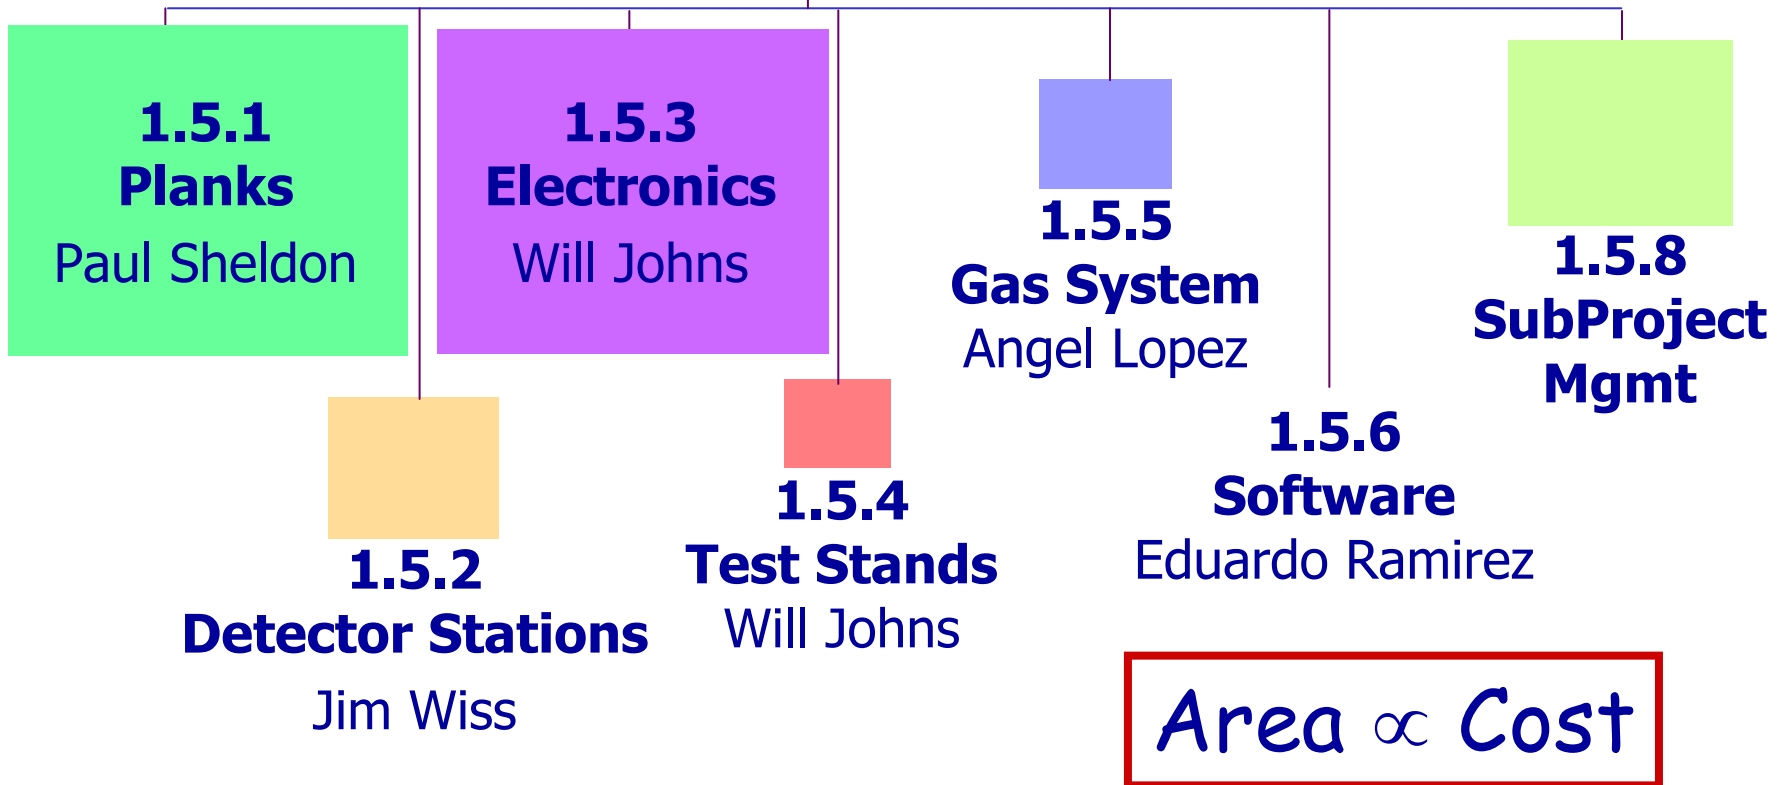 1.5.1
Planks
Paul Sheldon
1.5.2
Detector Stations
Jim Wiss
1.5.3
Electronics
Will Johns
1.5.4
Test Stands
Will Johns
1.5.5
Gas System
Angel Lopez
1.5.6
Software
Eduardo Ramirez
1.5.8
SubProject
Mgmt
Area ∝ Cost